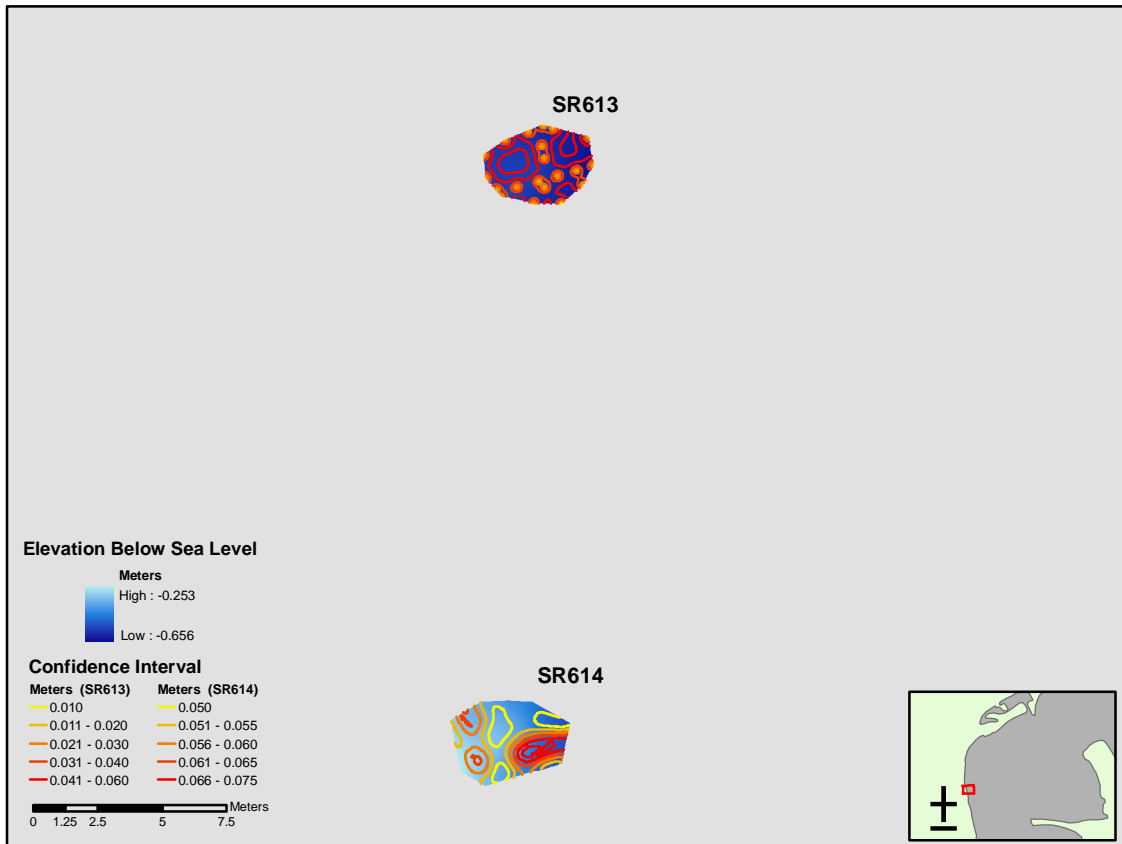 SR613
Elevation Below Sea Level
Meters
High : -0.253
Low : -0.656
Confidence Interval
Meters (SR613) Meters (SR614)
0.010 0.050
0.011 - 0.020 0.051 - 0.055
0.021 - 0.030 0.056 - 0.060
0.031 - 0.040 0.061 - 0.065
0.041 - 0.060 0.066 - 0.075
Meters
0 1.25 2.5 5 7.5
SR614